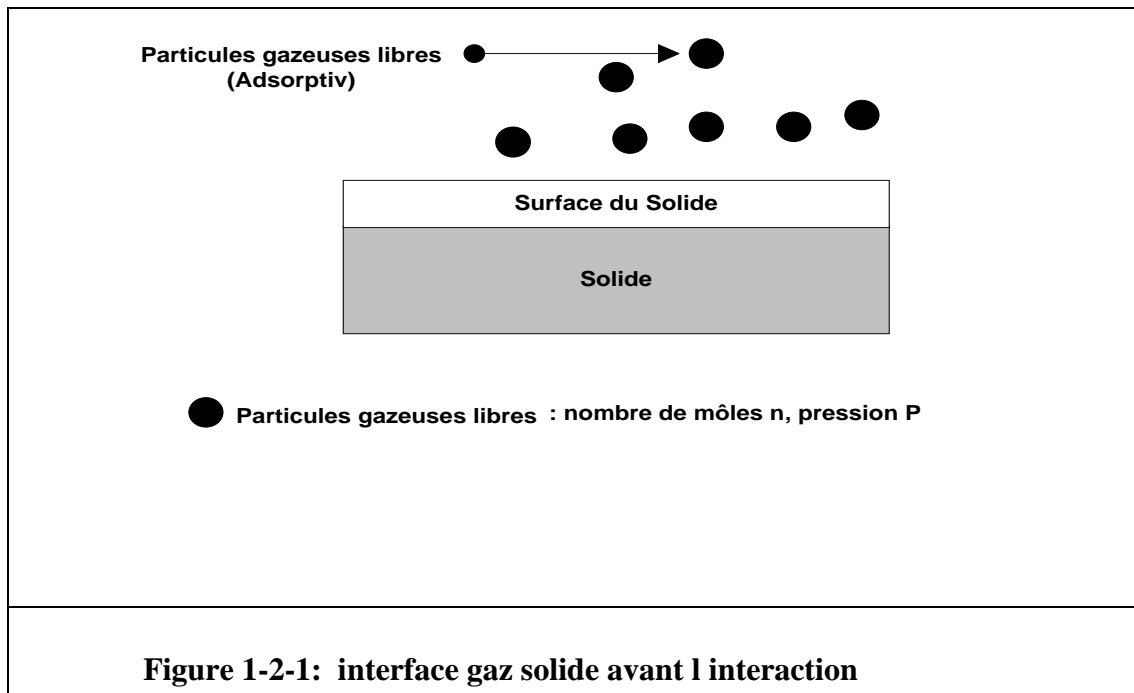 Particules gazeuses libres
(Adsorptiv)
Surface du Solide
Solide
Particules gazeuses libres : nombre de môles n, pression P
Figure 1-2-1: interface gaz solide avant l interaction